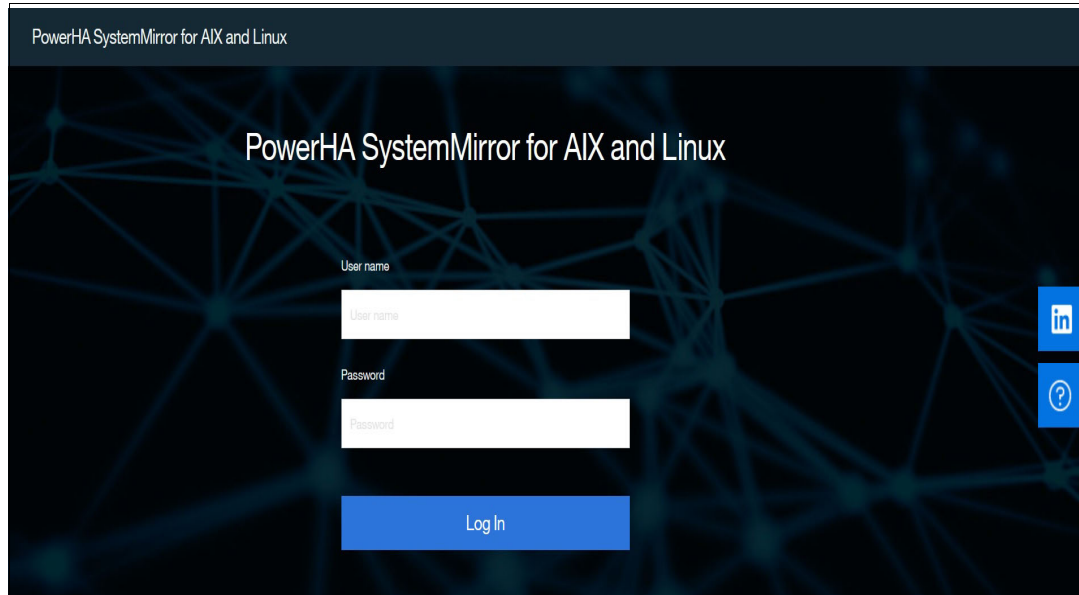 PowerHA SystemMirror for AIX and Linux
PowerHA SystemMirror for AIX and Linux
User name
User name
Password
Password
Log In
in
?